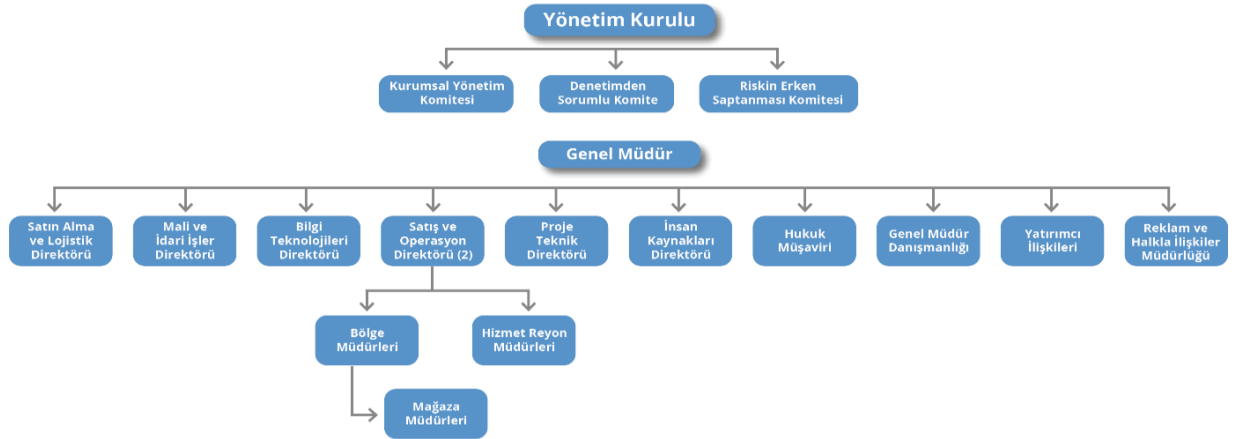 Yönetim Kurulu
Kurumsal Yönetim
Komitesi
Denetimden
Sorumlu Komite
Riskin Erken
Saptanması Komitesi
Genel Müdür
Satın Alma
ve Lojistik
Direktörü
Mali ve
İdari İşler
Direktörü
Bilgi
Teknolojileri
Direktörü
Satış ve
Operasyon
Direktörü (2)
Proje
Teknik
Direktörü
İnsan
Kaynakları
Direktörü
Hukuk
Müşaviri
Genel Müdür
Danışmanlığı
Yatırımcı
İlişkileri
Reklam ve
Halkla İlişkiler
Müdürlüğü
Bölge
Müdürleri
Hizmet Reyon
Müdürleri
Mağaza
Müdürleri